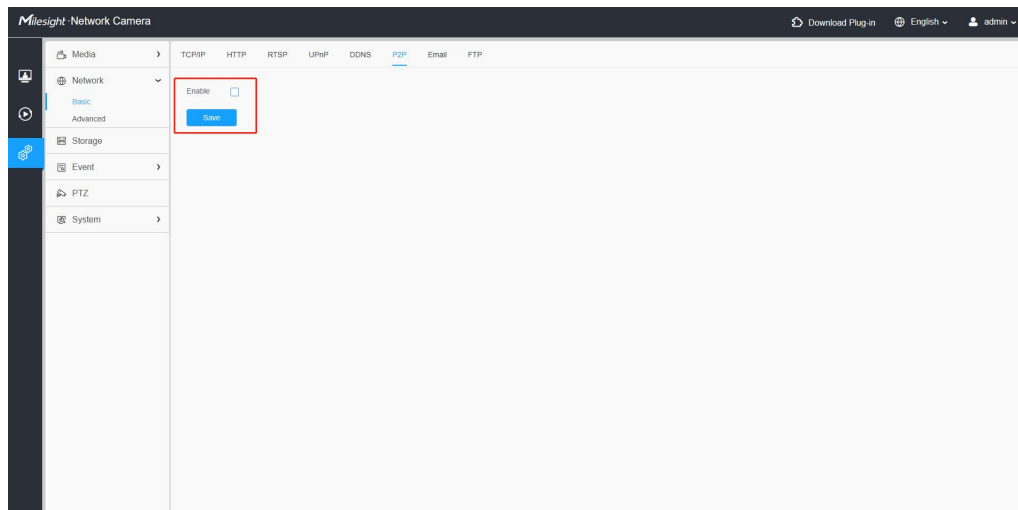 Milesight · Network Camera
Download Plug-in English admin
Media
Network
Basic
Advanced
Storage
Event
PTZ
System
TCP/IP HTTP RTSP UPnP DDNS P2P Email FTP
Enable
Save